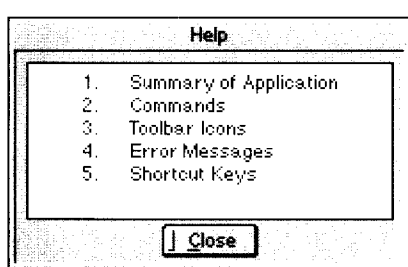 Help
1. Summary of Application
2. Commands
3. Toolbar Icons
4. Error Messages
5. Shortcut Keys
Close